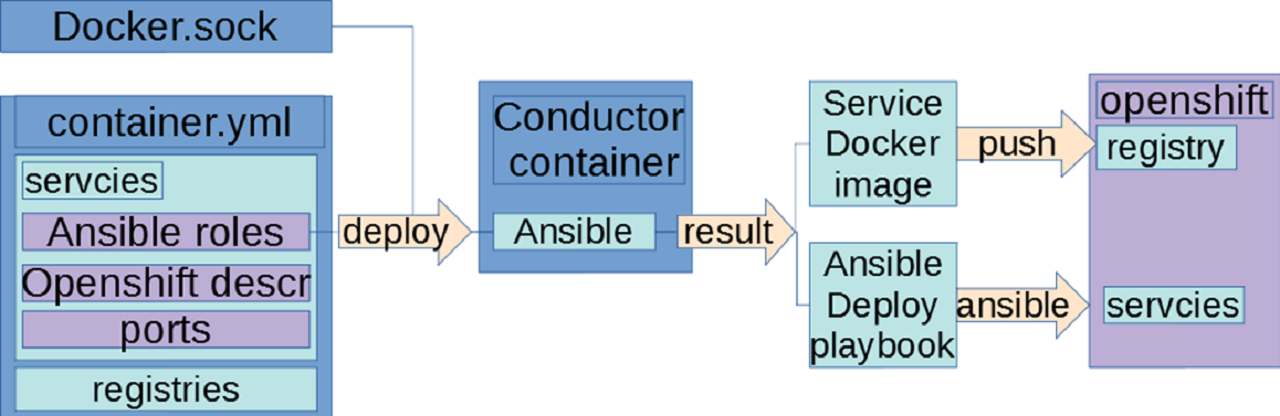 Docker.sock
container.yml
servcies
Ansible roles
Openshift descr
ports
registries
deploy
Conductor
container
Ansible
result
Service
Docker
image
Ansible
Deploy
playbook
push
ansible
openshift
registry
servcies